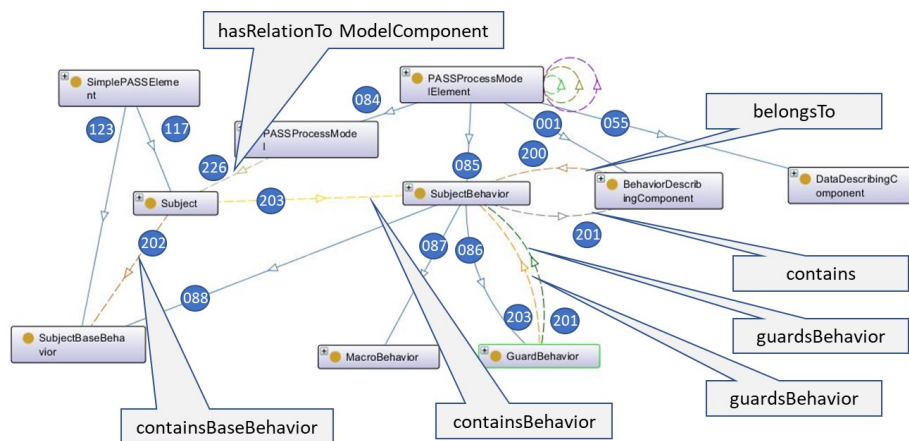 hasRelationTo ModelComponent
SimplePASSEleme
nt
PASSProcessMode
lElement
084
PASSProcessMode
l
123
117
001
055
belongsTo
226
085
200
Subject
203
SubjectBehavior
BehaviorDescrib
ingComponent
DataDescribingC
omponent
202
087
086
201
contains
088
203
201
guardsBehavior
SubjectBaseBeha
vior
MacroBehavior
GuardBehavior
guardsBehavior
containsBaseBehavior
containsBehavior